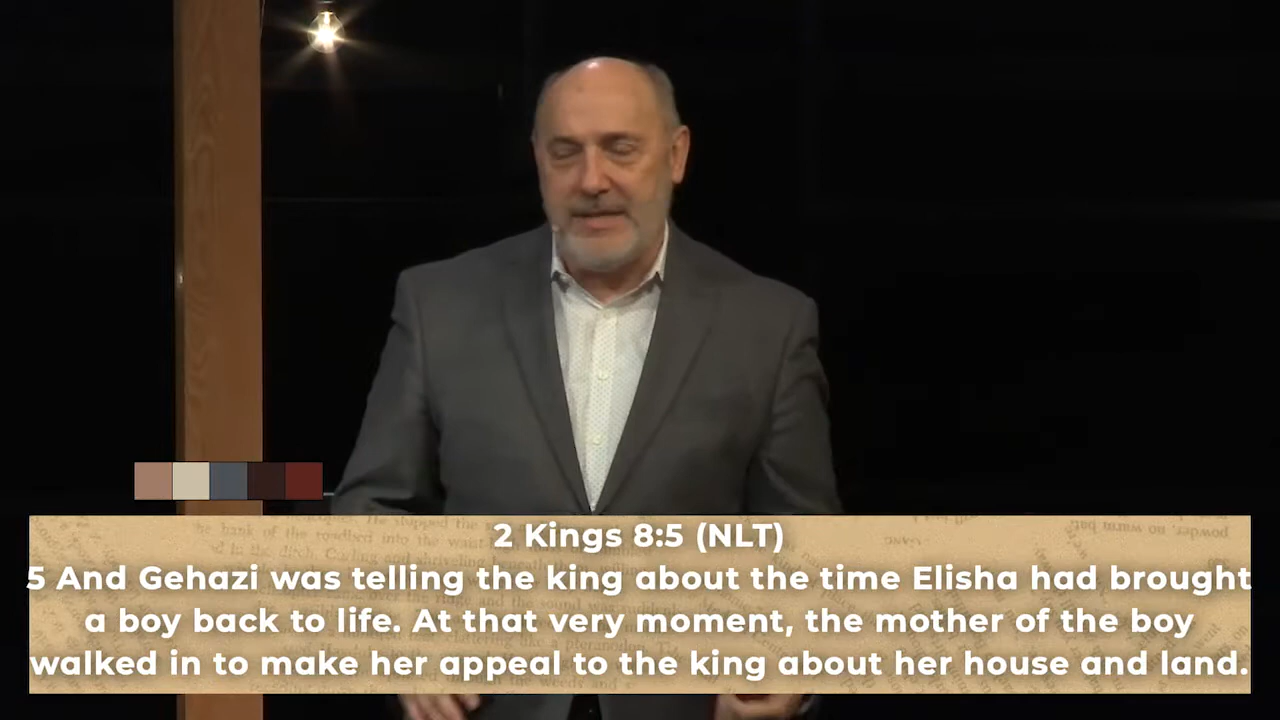 2 Kings 8:5 (NLT)
5 And Gehazi was telling the king about the time Elisha had brought
a boy back to life. At that very moment, the mother of the boy
walked in to make her appeal to the king about her house and land.